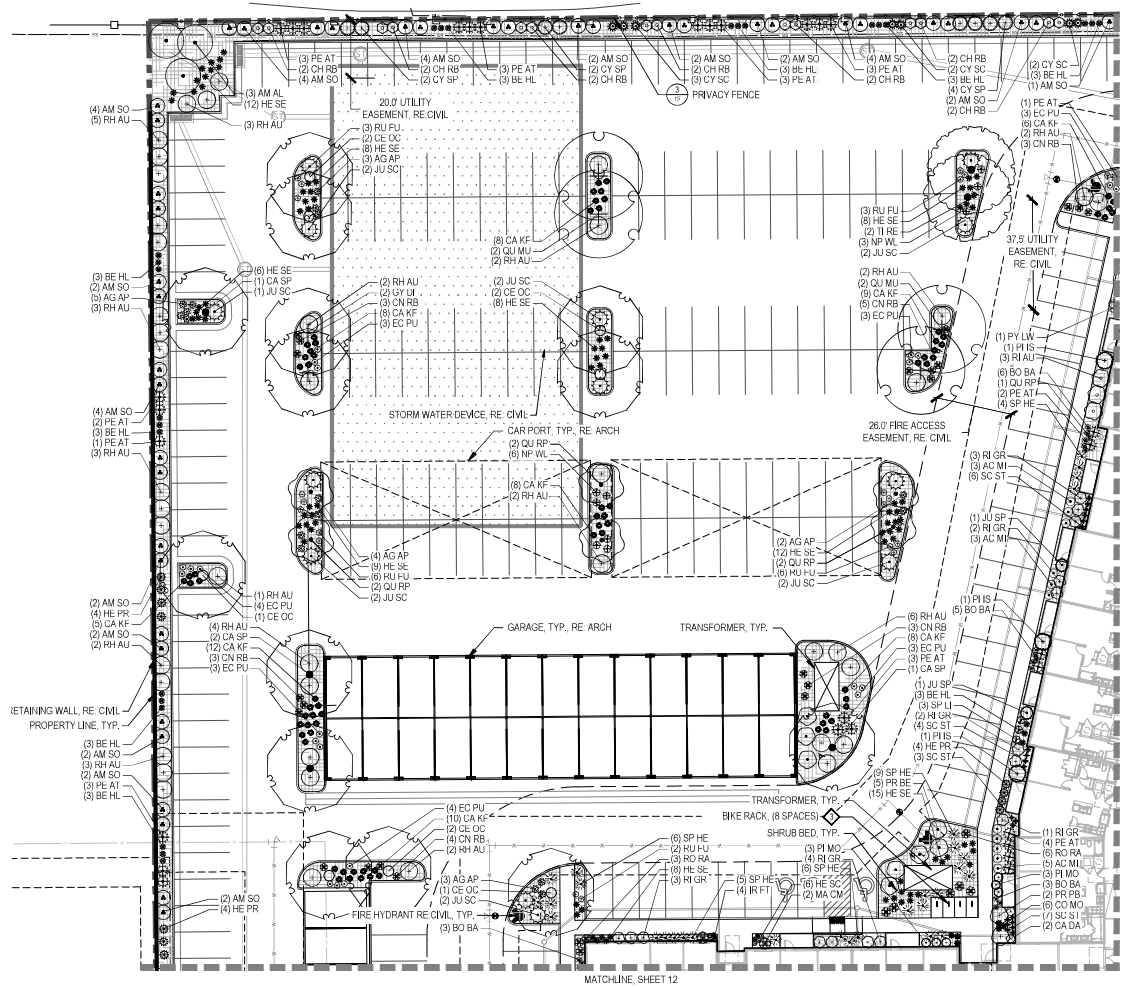 (3) PE AT
(2) CH RB
(4) AM SO
(4) AM SO
(2) CH RB
(2) CY SP
(3) PE AT
(3) BE HL
(2) AM SO
(2) CY SP
(2) CH RB
(2) AM SO
(2) CH RB
(3) CY SC
(2) AM SO
(3) BE HL
(3) PE AT
(4) AM SO
(3) PE AT
(2) CH RB
(2) CH RB
(2) CY SC
(3) BE HL
(4) CY SP
(2) AM SO
(2) CH RB
(2) CY SC
(3) BE HL
(1) AM SO
3
19
PRIVACY FENCE
(3) AM AL
(12) HE SE
(3) RH AU
(4) AM SO
(5) RH AU
20.0' UTILITY
EASEMENT, RE:CIVIL
(3) RU FU
(2) CE OC
(8) HE SE
(3) AG AP
(2) JU SC
(1) PE AT
(3) EC PU
(6) CA KF
(2) RH AU
(3) CN RB
(8) CA KF
(2) QU MU
(2) RH AU
(3) RU FU
(8) HE SE
(2) TI RE
(3) NP WL
(2) JU SC
37.5' UTILITY
EASEMENT,
RE: CIVIL
(3) BE HL
(2) AM SO
(5) AG AP
(3) RH AU
(6) HE SE
(1) CA SP
(1) JU SC
(2) RH AU
(2) GY DI
(3) CN RB
(8) CA KF
(3) EC PU
(2) JU SC
(2) CE OC
(8) HE SE
(2) RH AU
(2) QU MU
(9) CA KF
(5) CN RB
(3) EC PU
(1) PY LW
(1) PI IS
(3) RI AU
(6) BO BA
(1) QU RP
(2) PE AT
(4) SP HE
(4) AM SO
(2) PE AT
(3) BE HL
(1) PE AT
(3) RH AU
STORM WATER DEVICE, RE: CIVIL
CAR PORT, TYP., RE: ARCH
26.0' FIRE ACCESS
EASEMENT, RE: CIVIL
(2) QU RP
(6) NP WL
(8) CA KF
(2) RH AU
(3) RI GR
(3) AC MI
(6) SC ST
(1) JU SP
(2) RI GR
(3) AC MI
(4) AG AP
(9) HE SE
(6) RU FU
(2) QU RP
(2) JU SC
(2) AG AP
(12) HE SE
(2) QU RP
(6) RU FU
(2) JU SC
(2) AM SO
(4) HE PR
(5) CA KF
(2) AM SO
(2) RH AU
(1) RH AU
(4) EC PU
(1) CE OC
(1) PI IS
(5) BO BA
(4) RH AU
(2) CA SP
(12) CA KF
(3) CN RB
(3) EC PU
GARAGE, TYP., RE: ARCH
TRANSFORMER, TYP.
(6) RH AU
(3) CN RB
(8) CA KF
(3) EC PU
(3) PE AT
(1) CA SP
RETAINING WALL, RE: CIVIL
PROPERTY LINE, TYP.
(1) JU SP
(3) BE HL
(3) SP LI
(2) RI GR
(4) SC ST
(1) PI IS
(4) HE PR
(3) SC ST
(3) BE HL
(2) AM SO
(3) RH AU
(2) AM SO
(3) PE AT
(3) BE HL
(9) SP HE
(5) PR BE
(15) HE SE
TRANSFORMER, TYP.
BIKE RACK, (8 SPACES)
3
SHRUB BED, TYP.
(4) EC PU
(10) CA KF
(2) CE OC
(4) CN RB
(2) RH AU
(6) SP HE
(2) RU FU
(3) RO RA
(8) HE SE
(3) RI GR
(3) PI MO
(4) RI GR
(6) SP HE
(5) SP HE
(4) IR FT
(6) HE SC
(2) MA CM
(1) RI GR
(4) PE AT
(6) RO RA
(5) AC MI
(3) PI MO
(3) BO BA
(2) PR PB
(6) CO MO
(7) SC ST
(2) CA DA
(3) AG AP
(1) CE OC
(2) JU SC
FIRE HYDRANT RE:CIVIL, TYP.
(3) BO BA
(2) AM SO
(4) HE PR
MATCHLINE, SHEET 12